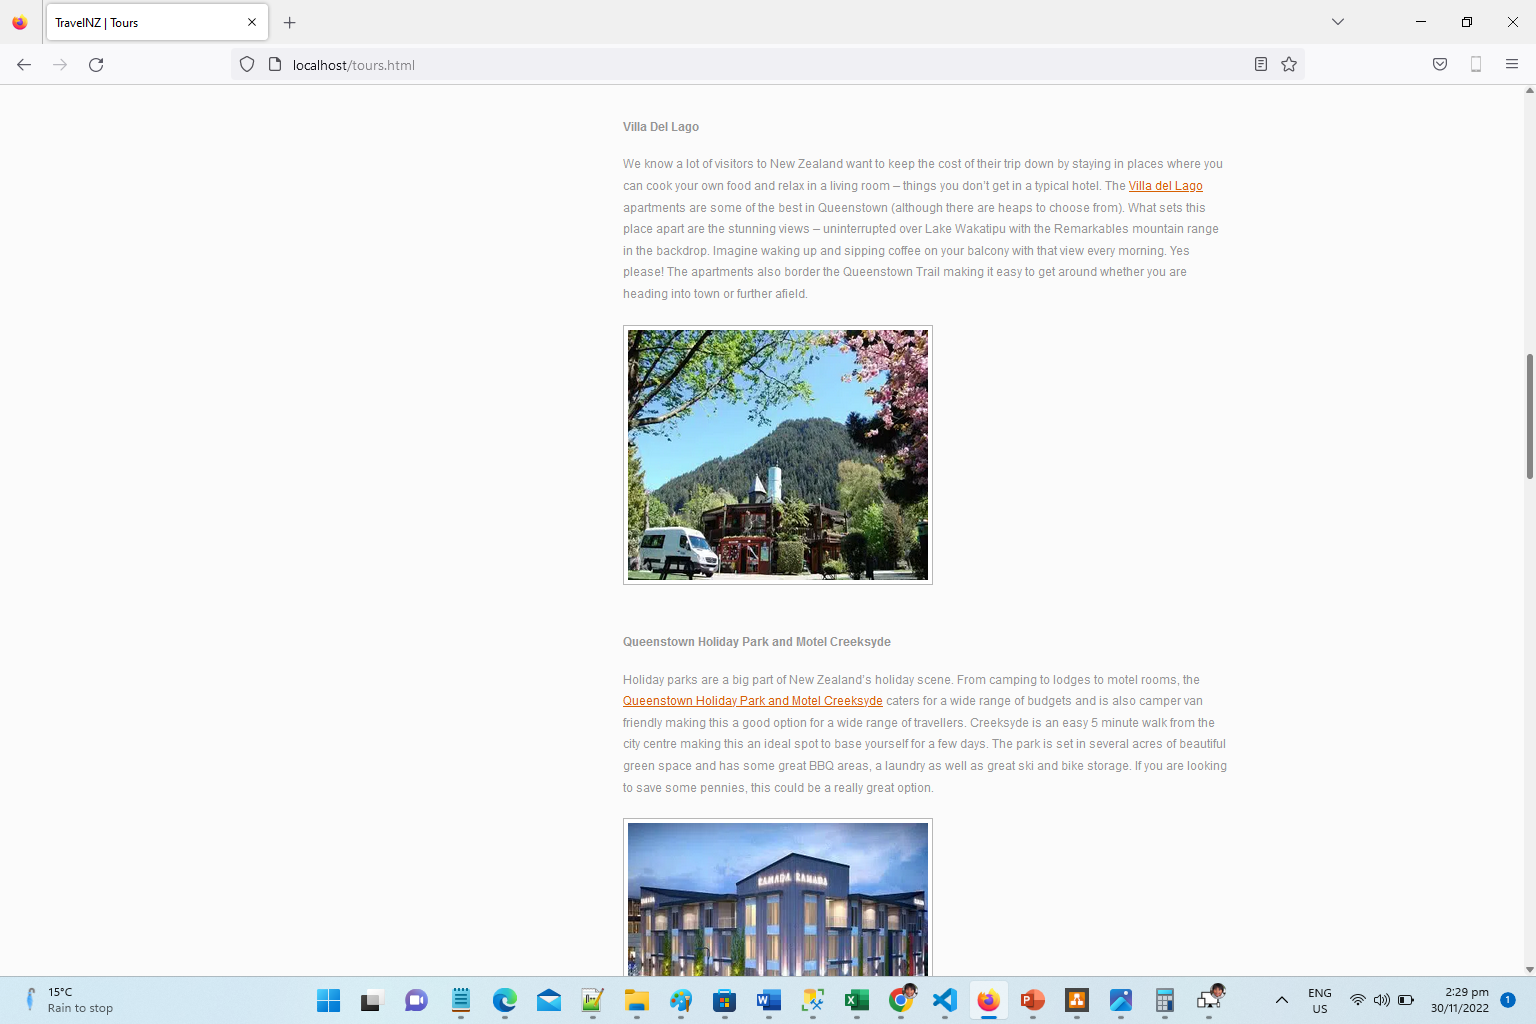 TravelNZ | Tours
localhost/tours.html
Villa Del Lago
We know a lot of visitors to New Zealand want to keep the cost of their trip down by staying in places where you
can cook your own food and relax in a living room – things you don't get in a typical hotel. The Villa del Lago
apartments are some of the best in Queenstown (although there are heaps to choose from). What sets this
place apart are the stunning views – uninterrupted over Lake Wakatipu with the Remarkables mountain range
in the backdrop. Imagine waking up and sipping coffee on your balcony with that view every morning. Yes
please! The apartments also border the Queenstown Trail making it easy to get around whether you are
heading into town or further afield.
Queenstown Holiday Park and Motel Creeksyde
Holiday parks are a big part of New Zealand's holiday scene. From camping to lodges to motel rooms, the
Queenstown Holiday Park and Motel Creeksyde caters for a wide range of budgets and is also camper van
friendly making this a good option for a wide range of travellers. Creeksyde is an easy 5 minute walk from the
city centre making this an ideal spot to base yourself for a few days. The park is set in several acres of beautiful
green space and has some great BBQ areas, a laundry as well as great ski and bike storage. If you are looking
to save some pennies, this could be a really great option.
RAMADA RAMADA
15°C
Rain to stop
ENG
US
2:29 pm
30/11/2022
1